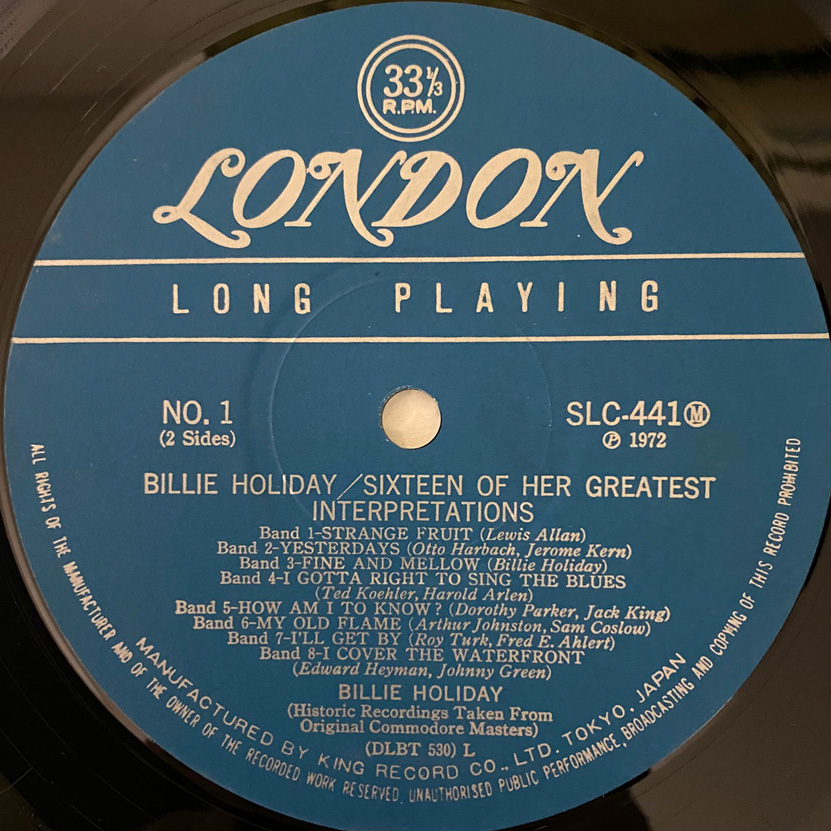 33⅓
R.P.M.
LONDON
LONG PLAYING
NO. 1
(2 Sides)
SLC-441Ⓜ
℗ 1972
BILLIE HOLIDAY/SIXTEEN OF HER GREATEST
INTERPRETATIONS
Band 1-STRANGE FRUIT (Lewis Allan)
Band 2-YESTERDAYS (Otto Harbach, Jerome Kern)
Band 3-FINE AND MELLOW (Billie Holiday)
Band 4-I GOTTA RIGHT TO SING THE BLUES
(Ted Koehler, Harold Arlen)
Band 5-HOW AM I TO KNOW? (Dorothy Parker, Jack King)
Band 6-MY OLD FLAME (Arthur Johnston, Sam Coslow)
Band 7-I'LL GET BY (Roy Turk, Fred E. Ahlert)
Band 8-I COVER THE WATERFRONT
(Edward Heyman, Johnny Green)
BILLIE HOLIDAY
(Historic Recordings Taken From
Original Commodore Masters)
(DLBT 530) L
MANUFACTURED BY KING RECORD CO., LTD. TOKYO, JAPAN
ALL RIGHTS OF THE MANUFACTURER AND OF THE OWNER OF THE RECORDED WORK RESERVED. UNAUTHORISED PUBLIC PERFORMANCE, BROADCASTING AND COPYING OF THIS RECORD PROHIBITED